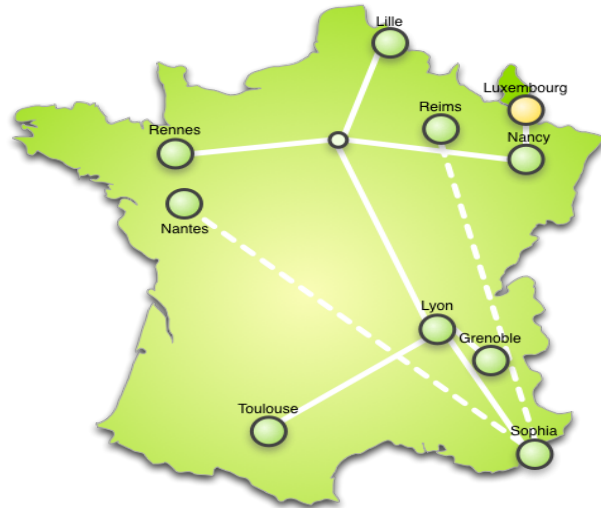 Lille
Luxembourg
Reims
Rennes
Nancy
Nantes
Lyon
Grenoble
Toulouse
Sophia